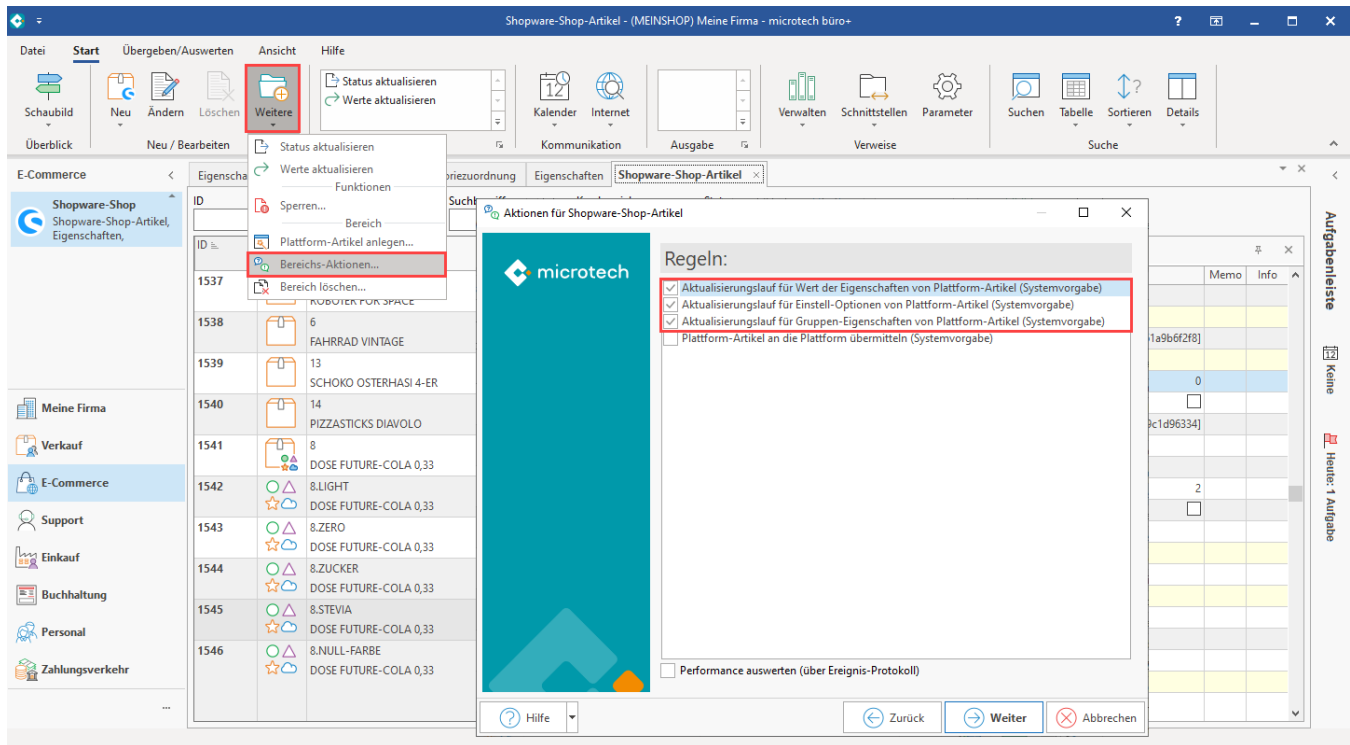 Shopware-Shop-Artikel - (MEINSHOP) Meine Firma - microtech büro+
Datei Start Übergeben/Auswerten Ansicht Hilfe
Schaubild Neu Ändern Löschen Weitere
Status aktualisieren
Werte aktualisieren
Kalender Internet Verwalten Schnittstellen Parameter Suchen Tabelle Sortieren Details
Überblick Neu / Bearbeiten Kommunikation Ausgabe Verweise Suche
Status aktualisieren
Werte aktualisieren
Funktionen
Sperren...
Bereich
Plattform-Artikel anlegen...
Bereichs-Aktionen...
Bereich löschen...
E-Commerce
Shopware-Shop
Shopware-Shop-Artikel,
Eigenschaften,
Eigenscha riezuordnung Eigenschaften Shopware-Shop-Artikel
ID
ID
1537
1538 6
FAHRRAD VINTAGE
1539 13
SCHOKO OSTERHASI 4-ER
1540 14
PIZZASTICKS DIAVOLO
1541 8
DOSE FUTURE-COLA 0,33
1542 8.LIGHT
DOSE FUTURE-COLA 0,33
1543 8.ZERO
DOSE FUTURE-COLA 0,33
1544 8.ZUCKER
DOSE FUTURE-COLA 0,33
1545 8.STEVIA
DOSE FUTURE-COLA 0,33
1546 8.NULL-FARBE
DOSE FUTURE-COLA 0,33
Meine Firma
Verkauf
E-Commerce
Support
Einkauf
Buchhaltung
Personal
Zahlungsverkehr
...
Aktionen für Shopware-Shop-Artikel
microtech
Regeln:
Aktualisierungslauf für Wert der Eigenschaften von Plattform-Artikel (Systemvorgabe)
Aktualisierungslauf für Einstell-Optionen von Plattform-Artikel (Systemvorgabe)
Aktualisierungslauf für Gruppen-Eigenschaften von Plattform-Artikel (Systemvorgabe)
Plattform-Artikel an die Plattform übermitteln (Systemvorgabe)
Performance auswerten (über Ereignis-Protokoll)
Hilfe Zurück Weiter Abbrechen
Memo Info
1a9b6f2f8]
0
9c1d96334]
2
Aufgabenleiste
12 Keine
Heute: 1 Aufgabe